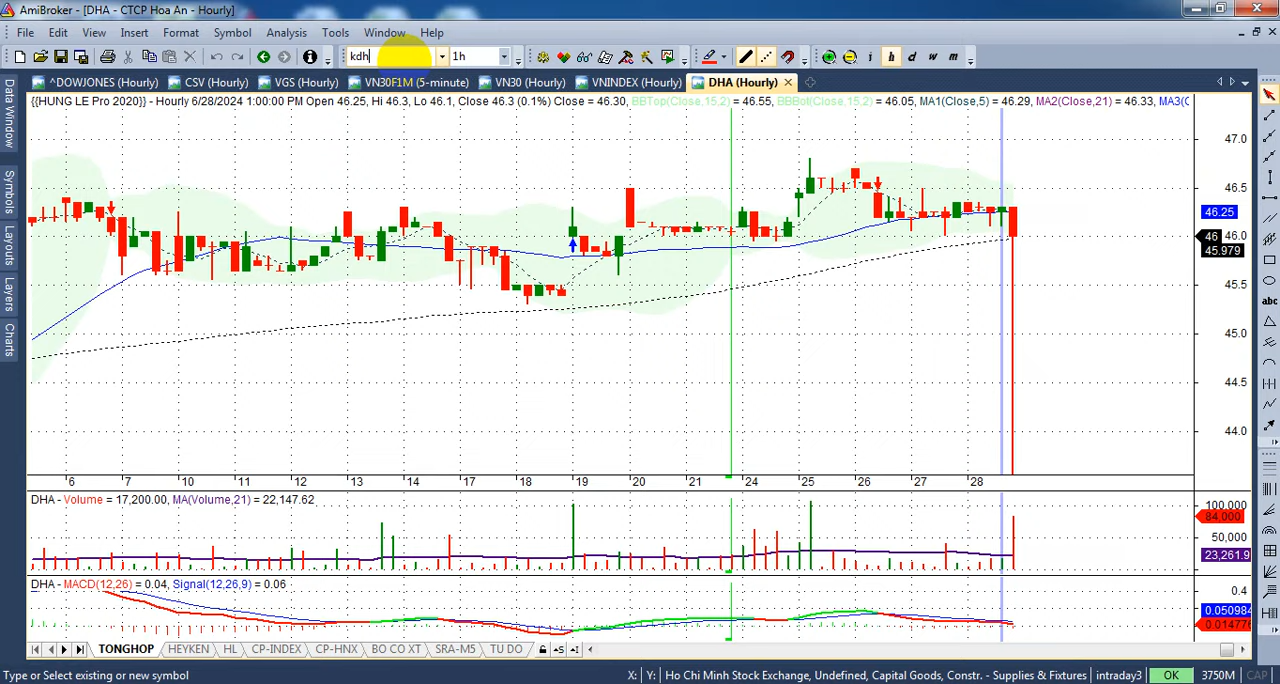 AmiBroker - [DHA - CTCP Hoa An - Hourly]
File Edit View Insert Format Symbol Analysis Tools Window Help
kdh 1h i h d w m
^DOWJONES (Hourly) CSV (Hourly) VGS (Hourly) VN30F1M (5-minute) VN30 (Hourly) VNINDEX (Hourly) DHA (Hourly)
Data Window
Symbols
Layouts
Layers
Charts
{{HUNG LE Pro 2020}} - Hourly 6/28/2024 1:00:00 PM Open 46.25, Hi 46.3, Lo 46.1, Close 46.3 (0.1%) Close = 46.30, BBTop(Close,15,2) = 46.55, BBBot(Close,15,2) = 46.05, MA1(Close,5) = 46.29, MA2(Close,21) = 46.33, MA3(C
47.0
46.5
46.25
46 46.0
45.979
45.5
45.0
44.5
44.0
abc
6 7 10 11 12 13 14 17 18 19 20 21 24 25 26 27 28
DHA - Volume = 17,200.00, MA(Volume,21) = 22,147.62
100,000
84,000
50,000
23,261.9
DHA - MACD(12,26) = 0.04, Signal(12,26,9) = 0.06
0.4
0.050984
0.014776
TONGHOP HEYKEN HL CP-INDEX CP-HNX BO CO XT SRA-M5 TU DO
Type or Select existing or new symbol X: Y: Ho Chi Minh Stock Exchange, Undefined, Capital Goods, Constr. - Supplies & Fixtures intraday3 OK 3750M CAP